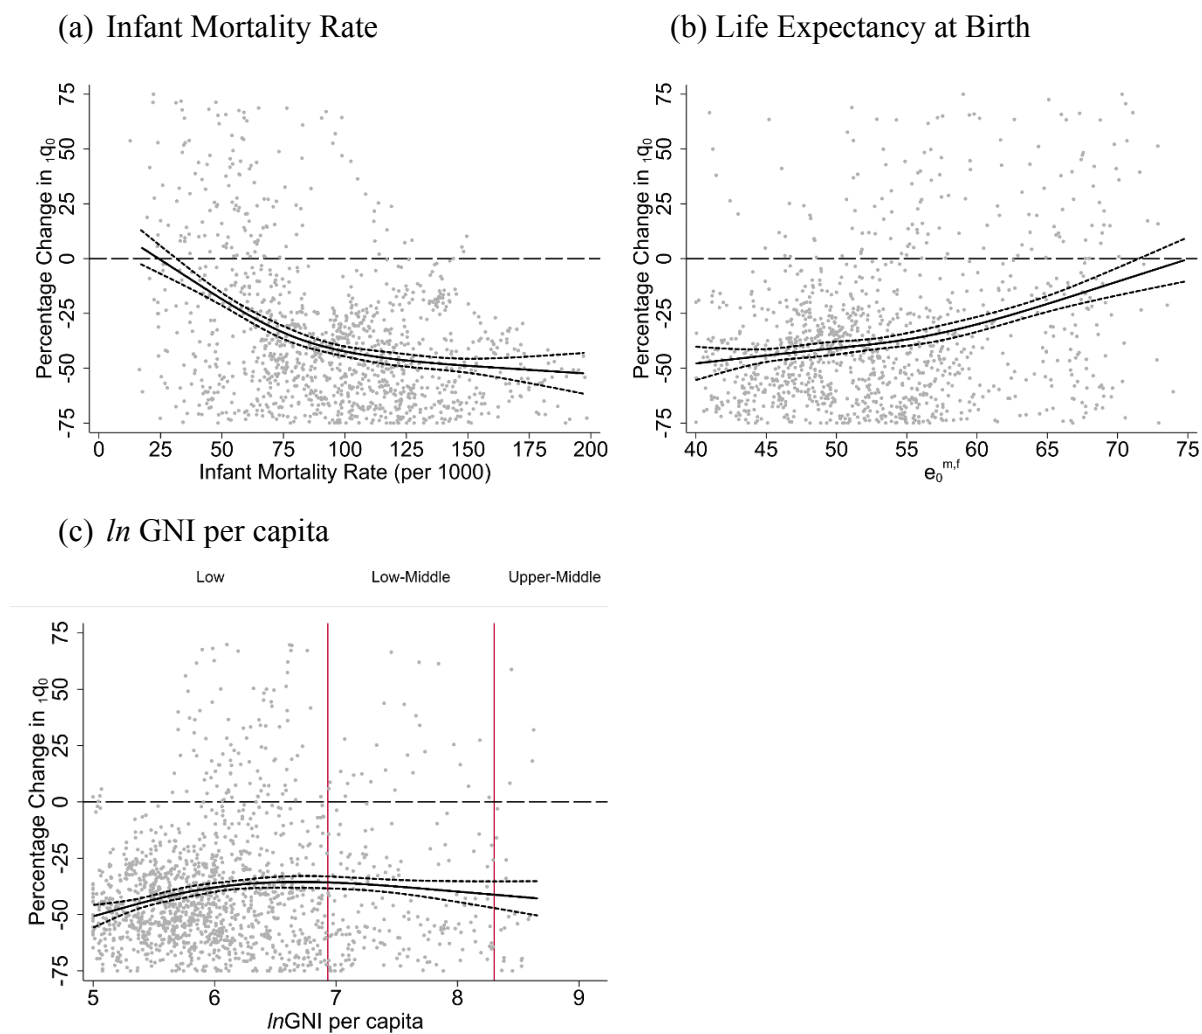 (a) Infant Mortality Rate
Percentage Change in ₁q₀
75
50
25
0
-25
-50
-75
0 25 50 75 100 125 150 175 200
Infant Mortality Rate (per 1000)
(b) Life Expectancy at Birth
Percentage Change in ₁q₀
75
50
25
0
-25
-50
-75
40 45 50 55 60 65 70 75
e₀ᵐ,ᶠ
(c) ln GNI per capita
Low Low-Middle Upper-Middle
Percentage Change in ₁q₀
75
50
25
0
-25
-50
-75
5 6 7 8 9
lnGNI per capita